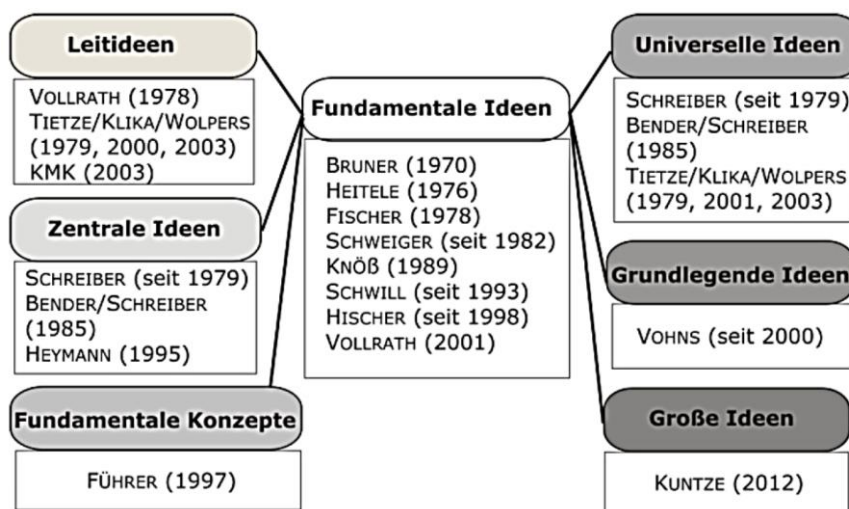 Leitideen
VOLLRATH (1978)
TIETZE/KLIKA/WOLPERS
(1979, 2000, 2003)
KMK (2003)
Zentrale Ideen
SCHREIBER (seit 1979)
BENDER/SCHREIBER
(1985)
HEYMANN (1995)
Fundamentale Konzepte
FÜHRER (1997)
Fundamentale Ideen
BRUNER (1970)
HEITELE (1976)
FISCHER (1978)
SCHWEIGER (seit 1982)
KNÖß (1989)
SCHWILL (seit 1993)
HISCHER (seit 1998)
VOLLRATH (2001)
Universelle Ideen
SCHREIBER (seit 1979)
BENDER/SCHREIBER
(1985)
TIETZE/KLIKA/WOLPERS
(1979, 2001, 2003)
Grundlegende Ideen
VOHNS (seit 2000)
Große Ideen
KUNTZE (2012)